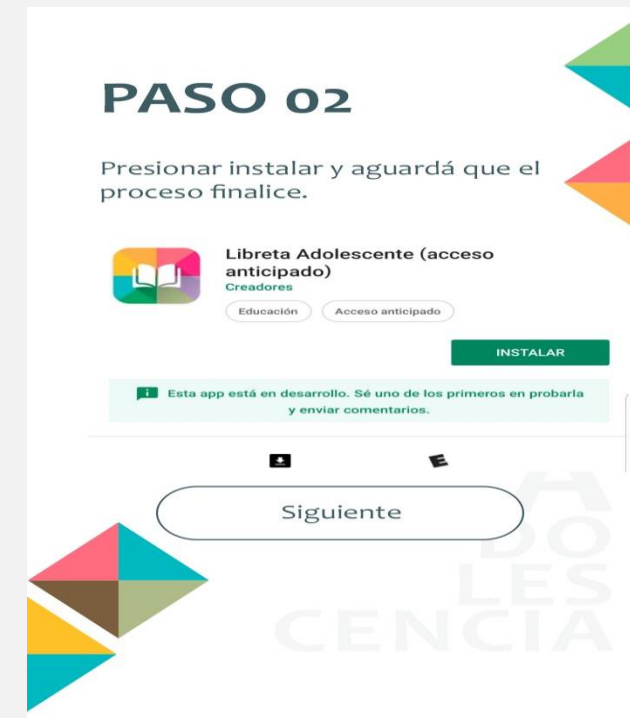 PASO 02
Presionar instalar y aguardá que el
proceso finalice.
Libreta Adolescente (acceso
anticipado)
Creadores
Educación
Acceso anticipado
INSTALAR
Esta app está en desarrollo. Sé uno de los primeros en probarla
y enviar comentarios.
E
Siguiente
A
DO
LES
CENCIA